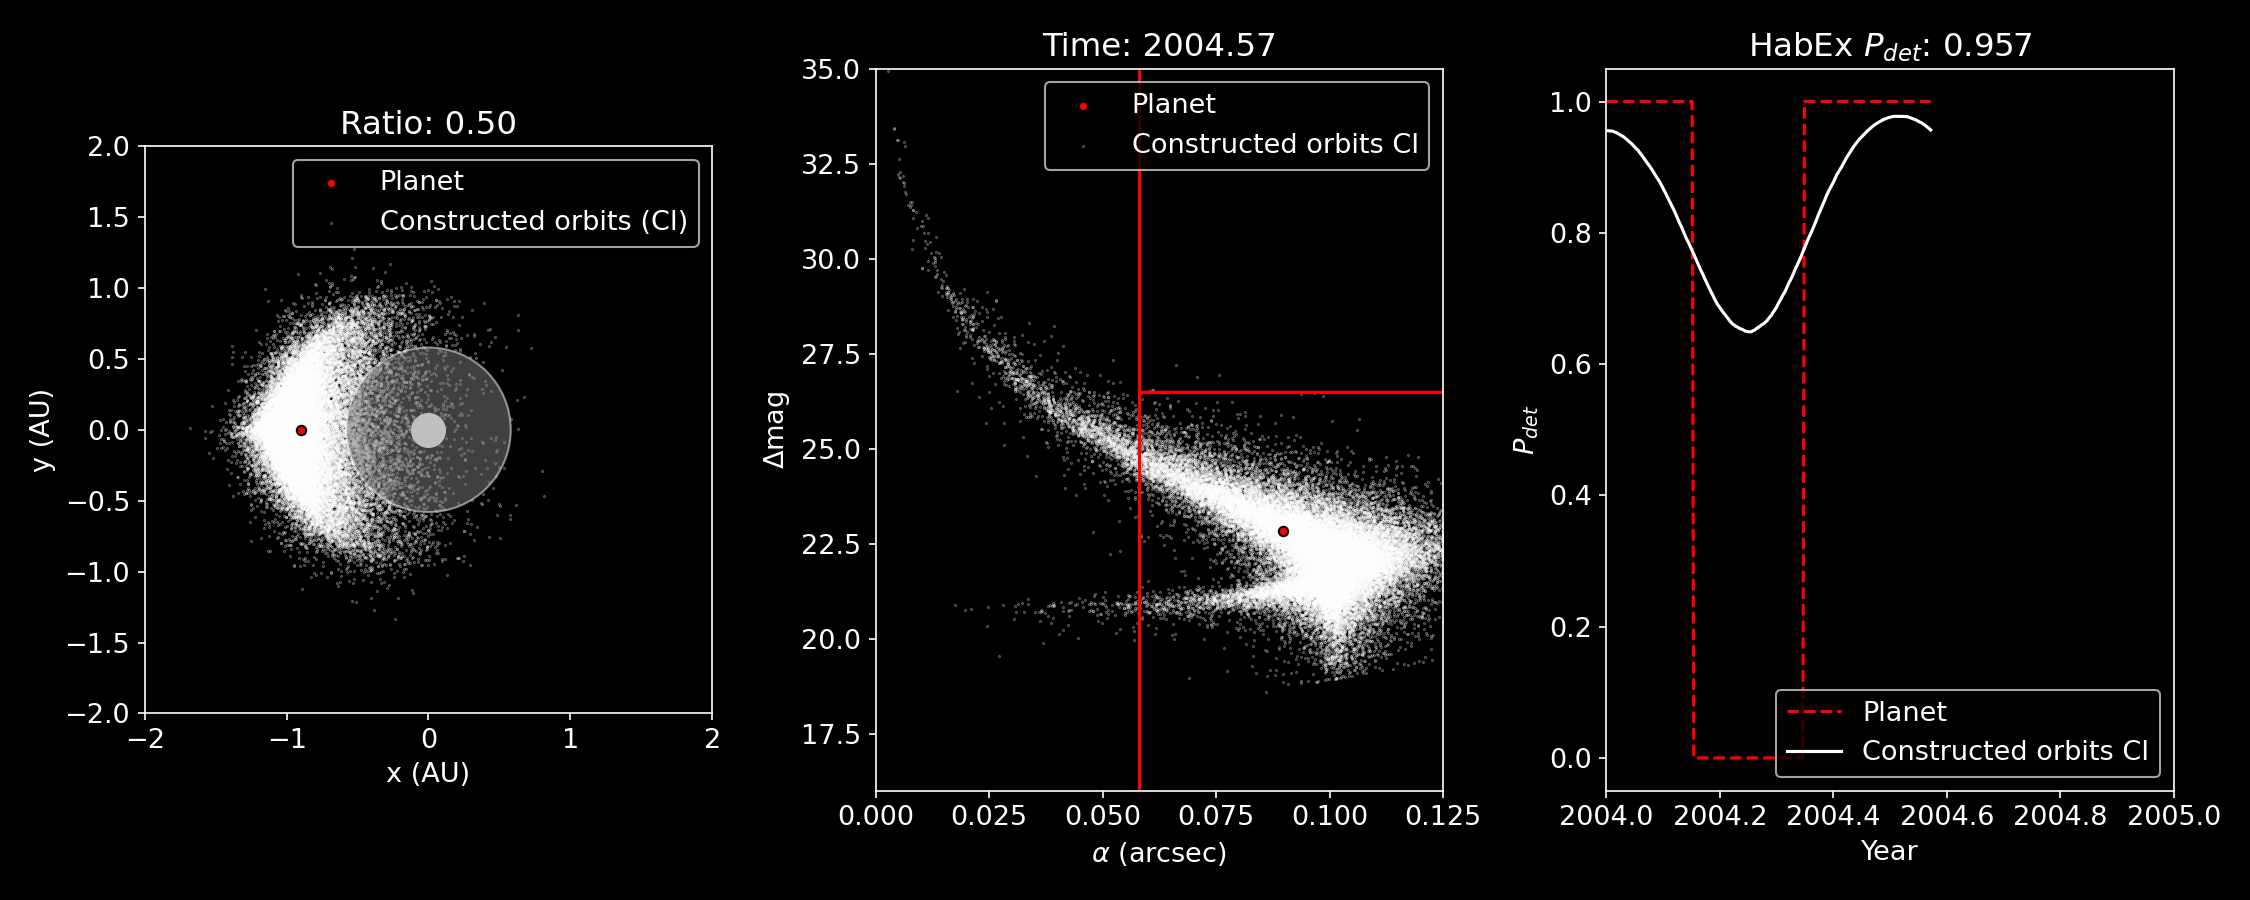 Ratio: 0.50
Planet
Constructed orbits (CI)
2.0
1.5
1.0
0.5
0.0
−0.5
−1.0
−1.5
−2.0
−2
−1
0
1
2
x (AU)
y (AU)
Time: 2004.57
Planet
Constructed orbits CI
35.0
32.5
30.0
27.5
25.0
22.5
20.0
17.5
0.000
0.025
0.050
0.075
0.100
0.125
α (arcsec)
Δmag
HabEx P_det: 0.957
1.0
0.8
0.6
0.4
0.2
0.0
Planet
Constructed orbits CI
2004.0
2004.2
2004.4
2004.6
2004.8
2005.0
Year
P_det